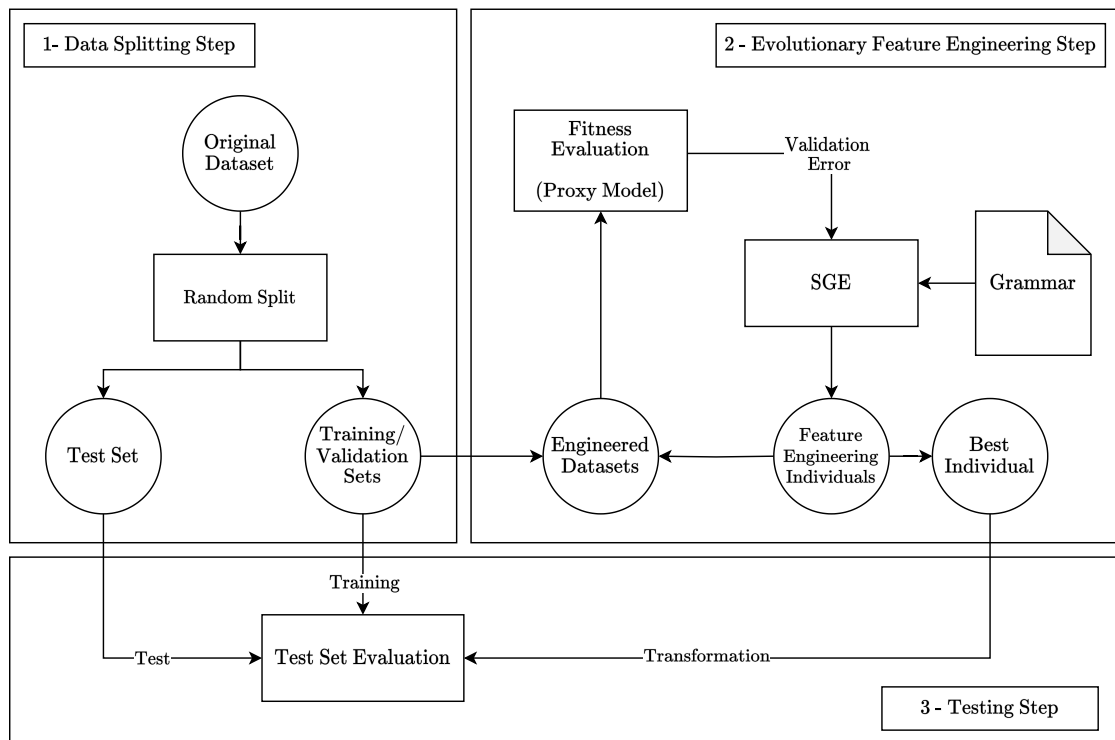 1- Data Splitting Step
Original
Dataset
Random Split
Test Set
Training/
Validation
Sets
2 - Evolutionary Feature Engineering Step
Fitness
Evaluation
(Proxy Model)
Validation
Error
SGE
Grammar
Engineered
Datasets
Feature
Engineering
Individuals
Best
Individual
Training
Test
Test Set Evaluation
Transformation
3 - Testing Step